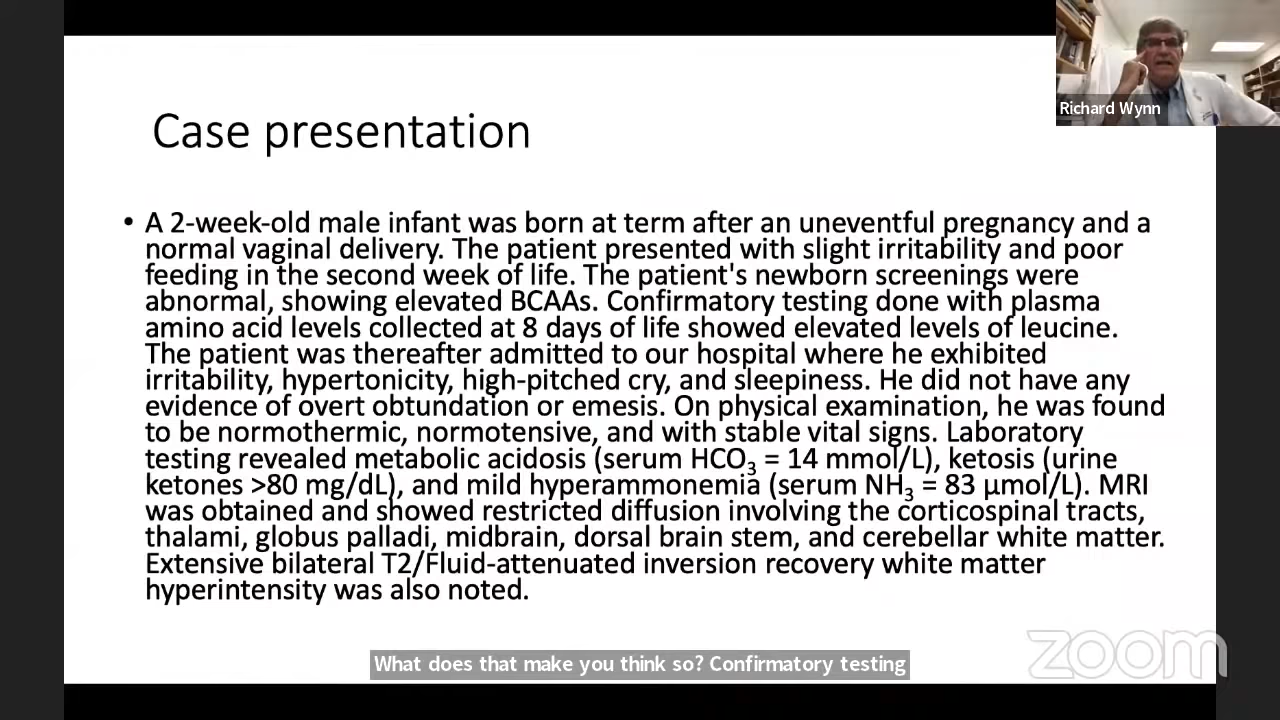 Richard Wynn
Case presentation
• A 2-week-old male infant was born at term after an uneventful pregnancy and a
normal vaginal delivery. The patient presented with slight irritability and poor
feeding in the second week of life. The patient's newborn screenings were
abnormal, showing elevated BCAAs. Confirmatory testing done with plasma
amino acid levels collected at 8 days of life showed elevated levels of leucine.
The patient was thereafter admitted to our hospital where he exhibited
irritability, hypertonicity, high-pitched cry, and sleepiness. He did not have any
evidence of overt obtundation or emesis. On physical examination, he was found
to be normothermic, normotensive, and with stable vital signs. Laboratory
testing revealed metabolic acidosis (serum HCO₃ = 14 mmol/L), ketosis (urine
ketones >80 mg/dL), and mild hyperammonemia (serum NH₃ = 83 µmol/L). MRI
was obtained and showed restricted diffusion involving the corticospinal tracts,
thalami, globus palladi, midbrain, dorsal brain stem, and cerebellar white matter.
Extensive bilateral T2/Fluid-attenuated inversion recovery white matter
hyperintensity was also noted.
What does that make you think so? Confirmatory testing
zoom